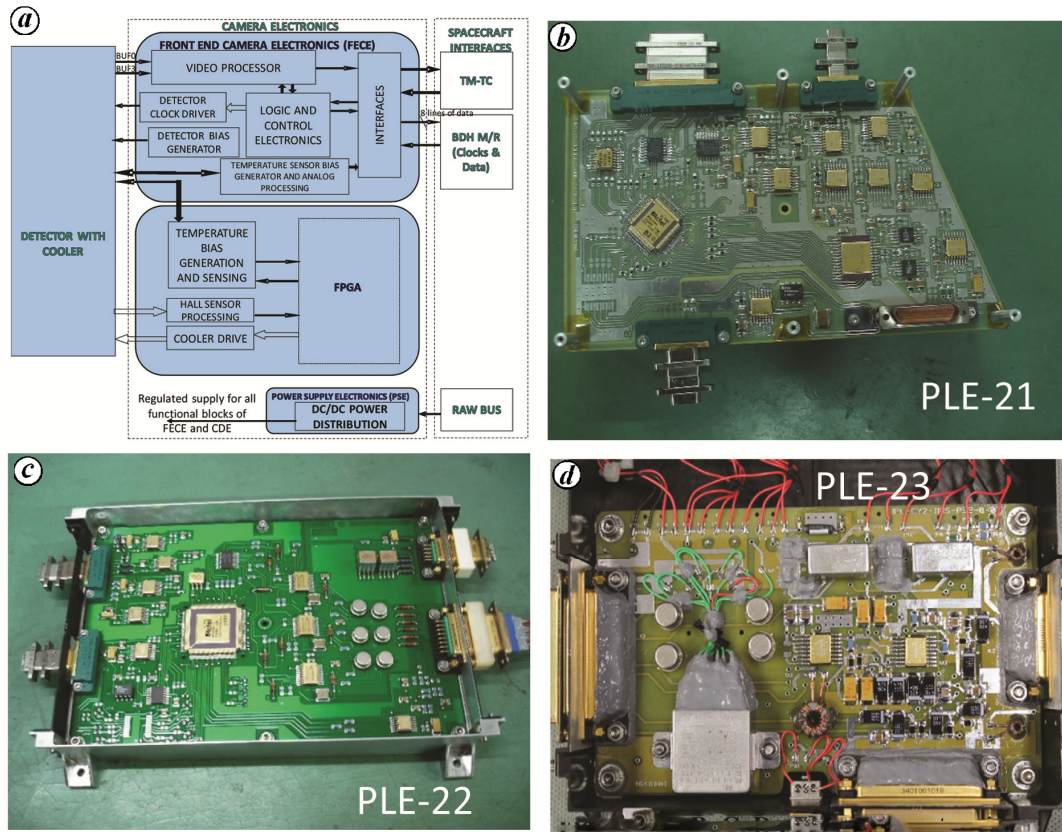 a
CAMERA ELECTRONICS
FRONT END CAMERA ELECTRONICS (FECE)
SPACECRAFT
INTERFACES
BUF0
BUF3
VIDEO PROCESSOR
DETECTOR
CLOCK DRIVER
LOGIC AND
CONTROL
ELECTRONICS
DETECTOR BIAS
GENERATOR
TEMPERATURE SENSOR BIAS
GENERATOR AND ANALOG
PROCESSING
INTERFACES
TM-TC
8 lines of data
BDH M/R
(Clocks &
Data)
DETECTOR WITH
COOLER
TEMPERATURE
BIAS
GENERATION
AND SENSING
HALL SENSOR
PROCESSING
COOLER DRIVE
FPGA
Regulated supply for all
functional blocks of
FECE and CDE
POWER SUPPLY ELECTRONICS (PSE)
DC/DC POWER
DISTRIBUTION
RAW BUS
b
PLE-21
c
PLE-22
d
PLE-23
9401001010